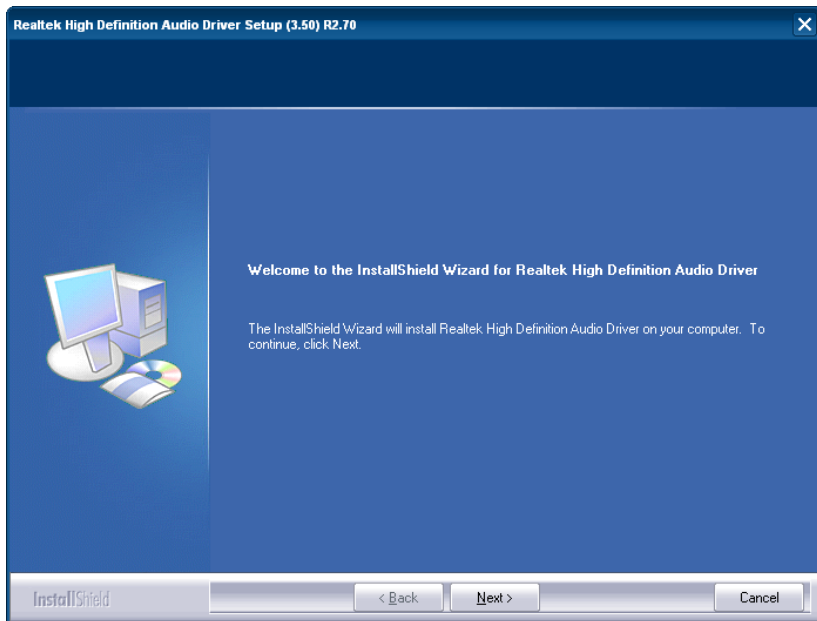 Realtek High Definition Audio Driver Setup (3.50) R2.70
Welcome to the InstallShield Wizard for Realtek High Definition Audio Driver
The InstallShield Wizard will install Realtek High Definition Audio Driver on your computer. To
continue, click Next.
InstallShield
< Back
Next >
Cancel